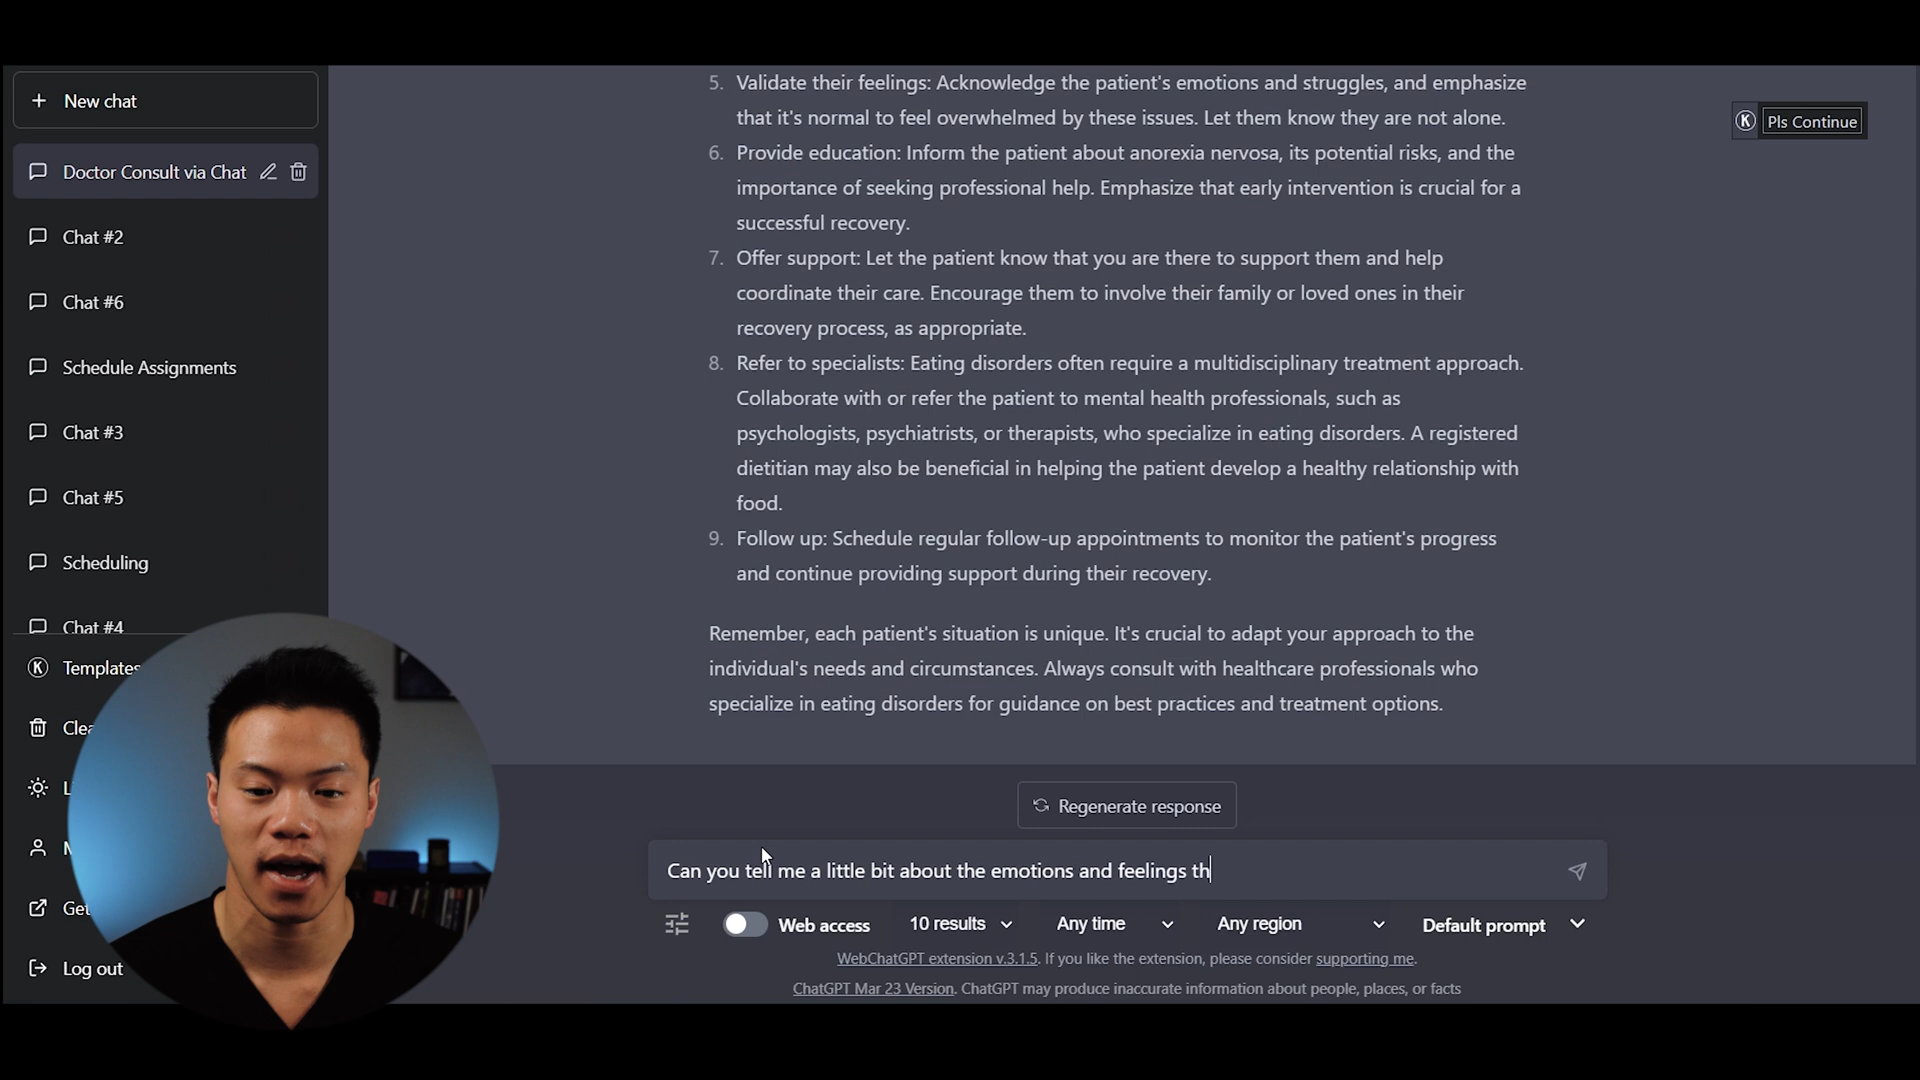 New chat
Doctor Consult via Chat
Chat #2
Chat #6
Schedule Assignments
Chat #3
Chat #5
Scheduling
Chat #4
Templates
Clea
L
M
Get
Log out
5. Validate their feelings: Acknowledge the patient's emotions and struggles, and emphasize
that it's normal to feel overwhelmed by these issues. Let them know they are not alone.
6. Provide education: Inform the patient about anorexia nervosa, its potential risks, and the
importance of seeking professional help. Emphasize that early intervention is crucial for a
successful recovery.
7. Offer support: Let the patient know that you are there to support them and help
coordinate their care. Encourage them to involve their family or loved ones in their
recovery process, as appropriate.
8. Refer to specialists: Eating disorders often require a multidisciplinary treatment approach.
Collaborate with or refer the patient to mental health professionals, such as
psychologists, psychiatrists, or therapists, who specialize in eating disorders. A registered
dietitian may also be beneficial in helping the patient develop a healthy relationship with
food.
9. Follow up: Schedule regular follow-up appointments to monitor the patient's progress
and continue providing support during their recovery.
Remember, each patient's situation is unique. It's crucial to adapt your approach to the
individual's needs and circumstances. Always consult with healthcare professionals who
specialize in eating disorders for guidance on best practices and treatment options.
K Pls Continue
Regenerate response
Can you tell me a little bit about the emotions and feelings th
Web access 10 results Any time Any region Default prompt
WebChatGPT extension v.3.1.5. If you like the extension, please consider supporting me.
ChatGPT Mar 23 Version. ChatGPT may produce inaccurate information about people, places, or facts